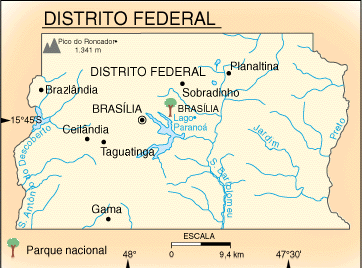 DISTRITO FEDERAL
Pico do Roncador
1.341 m
DISTRITO FEDERAL
Planaltina
Brazlândia
Sobradinho
BRASÍLIA
BRASÍLIA
Lago
Paranoá
15°45'S
Ceilândia
Taguatinga
Jardim
Preto
S. Antônio do Descoberto
S. Bartolomeu
Gama
Parque nacional
ESCALA
0
9,4 km
48°
47°30'